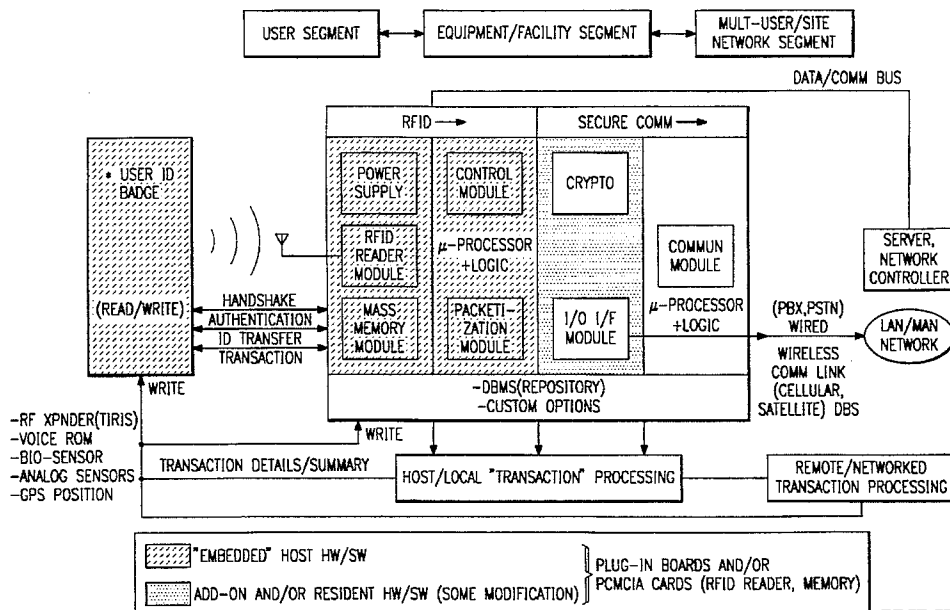 USER SEGMENT
EQUIPMENT/FACILITY SEGMENT
MULT-USER/SITE
NETWORK SEGMENT
DATA/COMM BUS
RFID
SECURE COMM
* USER ID
BADGE
(READ/WRITE)
POWER
SUPPLY
CONTROL
MODULE
CRYPTO
RFID
READER
MODULE
μ-PROCESSOR
+LOGIC
COMMUN
MODULE
SERVER,
NETWORK
CONTROLLER
HANDSHAKE
AUTHENTICATION
ID TRANSFER
TRANSACTION
MASS
MEMORY
MODULE
PACKETI-
ZATION
MODULE
I/O I/F
MODULE
μ-PROCESSOR
+LOGIC
(PBX,PSTN)
WIRED
WIRELESS
COMM LINK
(CELLULAR,
SATELLITE) DBS
LAN/MAN
NETWORK
-DBMS(REPOSITORY)
-CUSTOM OPTIONS
WRITE
WRITE
-RF XPNDER(TIRIS)
-VOICE ROM
-BIO-SENSOR
-ANALOG SENSORS
-GPS POSITION
TRANSACTION DETAILS/SUMMARY
HOST/LOCAL "TRANSACTION" PROCESSING
REMOTE/NETWORKED
TRANSACTION PROCESSING
"EMBEDDED" HOST HW/SW
ADD-ON AND/OR RESIDENT HW/SW (SOME MODIFICATION)
PLUG-IN BOARDS AND/OR
PCMCIA CARDS (RFID READER, MEMORY)